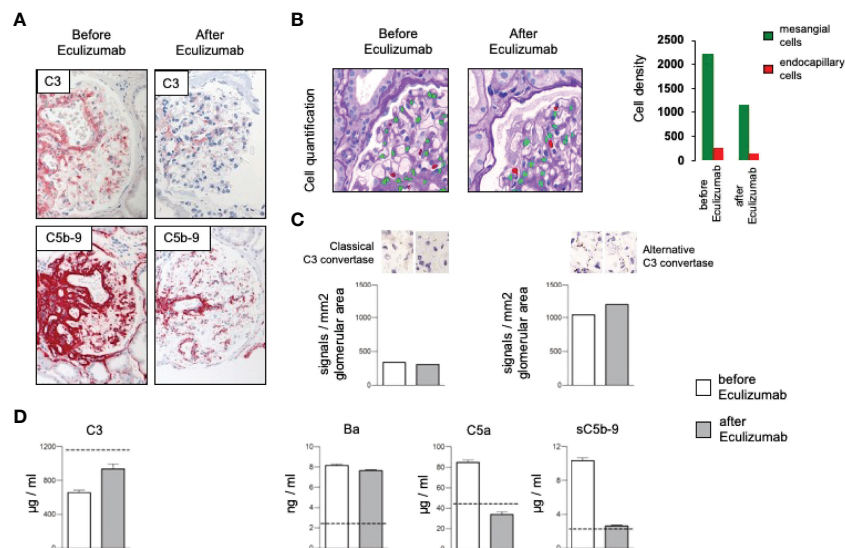 A
Before
Eculizumab
After
Eculizumab
C3
C3
C5b-9
C5b-9
B
Before
Eculizumab
After
Eculizumab
Cell quantification
Cell density
2500
2000
1500
1000
500
0
before
Eculizumab
after
Eculizumab
mesangial
cells
endocapillary
cells
C
Classical
C3 convertase
signals / mm2
glomerular area
1500
1000
500
0
Alternative
C3 convertase
signals / mm2
glomerular area
1500
1000
500
0
before
Eculizumab
after
Eculizumab
D
C3
µg / ml
1200
800
400
Ba
ng / ml
10
8
6
4
2
0
C5a
µg / ml
100
80
60
40
20
0
sC5b-9
µg / ml
12
8
4
0